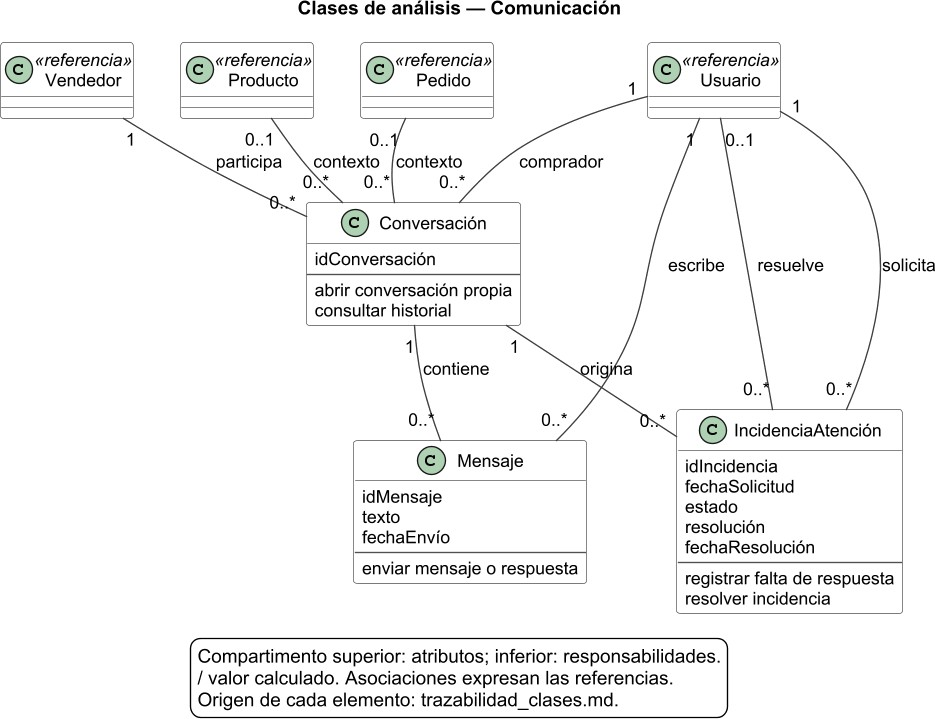 Clases de análisis — Comunicación
C «referencia» Vendedor
C «referencia» Producto
C «referencia» Pedido
C «referencia» Usuario
1
participa
0..*
0..1
contexto
0..*
0..1
contexto
0..*
1
comprador
0..*
1
escribe
0..*
0..1
resuelve
0..*
1
solicita
0..*
C Conversación
idConversación
abrir conversación propia
consultar historial
1
contiene
0..*
1
origina
0..*
C Mensaje
idMensaje
texto
fechaEnvío
enviar mensaje o respuesta
C IncidenciaAtención
idIncidencia
fechaSolicitud
estado
resolución
fechaResolución
registrar falta de respuesta
resolver incidencia
Compartimento superior: atributos; inferior: responsabilidades.
/ valor calculado. Asociaciones expresan las referencias.
Origen de cada elemento: trazabilidad_clases.md.